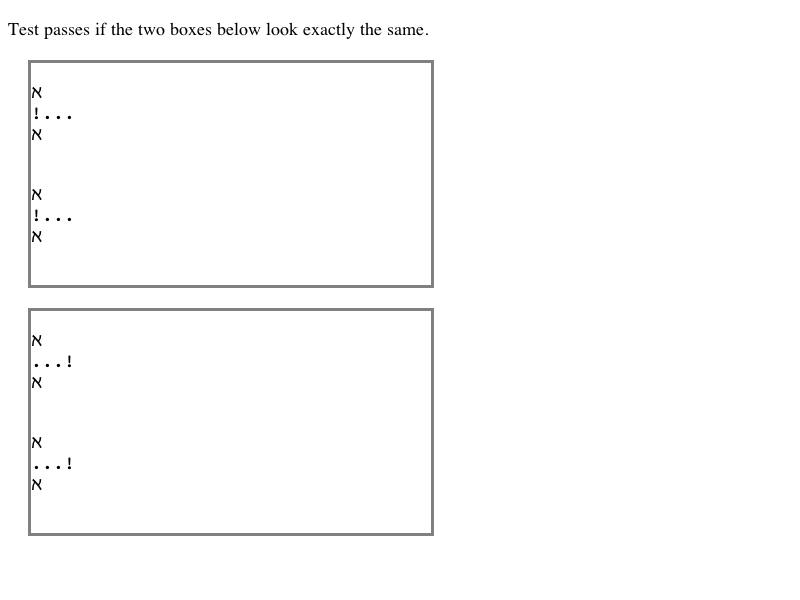 Test passes if the two boxes below look exactly the same.
א
!...
א
א
!...
א
א
...!
א
א
...!
א